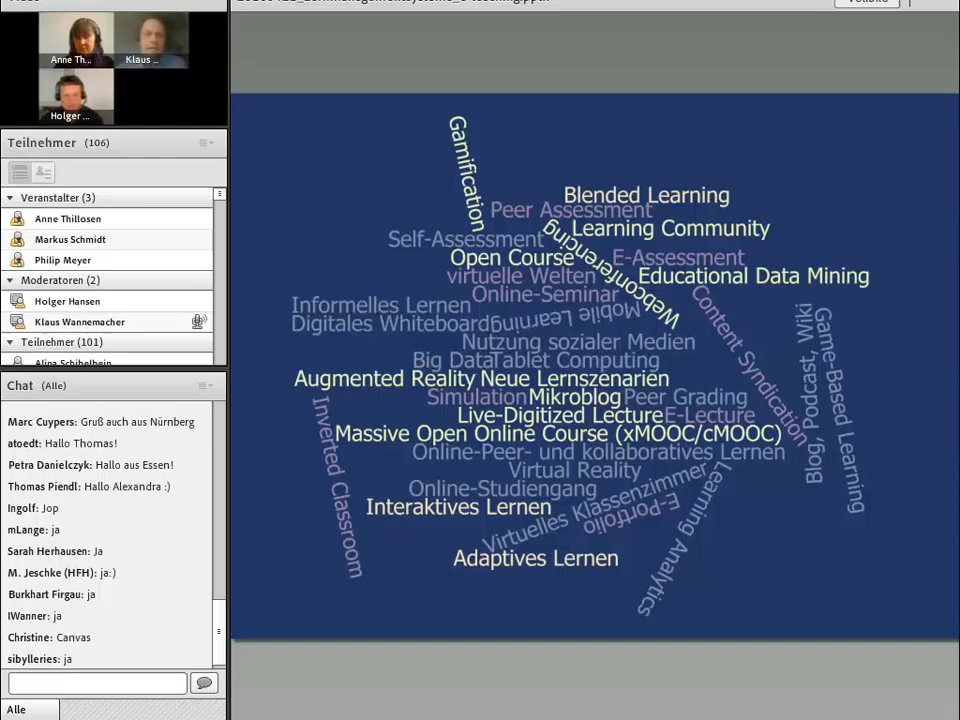 Anne Th...
Klaus ...
Holger ...
Teilnehmer (106)
Veranstalter (3)
Anne Thillosen
Markus Schmidt
Philip Meyer
Moderatoren (2)
Holger Hansen
Klaus Wannemacher
Teilnehmer (101)
Chat (Alle)
Marc Cuypers: Gruß auch aus Nürnberg
atoedt: Hallo Thomas!
Petra Danielczyk: Hallo aus Essen!
Thomas Piendl: Hallo Alexandra :)
Ingolf: Jop
mLange: ja
Sarah Herhausen: Ja
M. Jeschke (HFH): ja:)
Burkhart Firgau: ja
IWanner: ja
Christine: Canvas
sibylleries: ja
Alle
Gamification
Blended Learning
Peer Assessment
Learning Community
Self-Assessment
Webconferencing
Open Course
E-Assessment
virtuelle Welten
Educational Data Mining
Online-Seminar
Informelles Lernen
Mobile Learning
Digitales Whiteboard
Content Syndication
Blog, Podcast, Wiki
Game-Based Learning
Nutzung sozialer Medien
Big Data
Tablet Computing
Augmented Reality
Neue Lernszenarien
Simulation
Mikroblog
Peer Grading
Inverted Classroom
Live-Digitized Lecture
E-Lecture
Massive Open Online Course (xMOOC/cMOOC)
Online-Peer- und kollaboratives Lernen
Virtual Reality
Online-Studiengang
Virtuelles Klassenzimmer
E-Portfolio
Learning Analytics
Interaktives Lernen
Adaptives Lernen